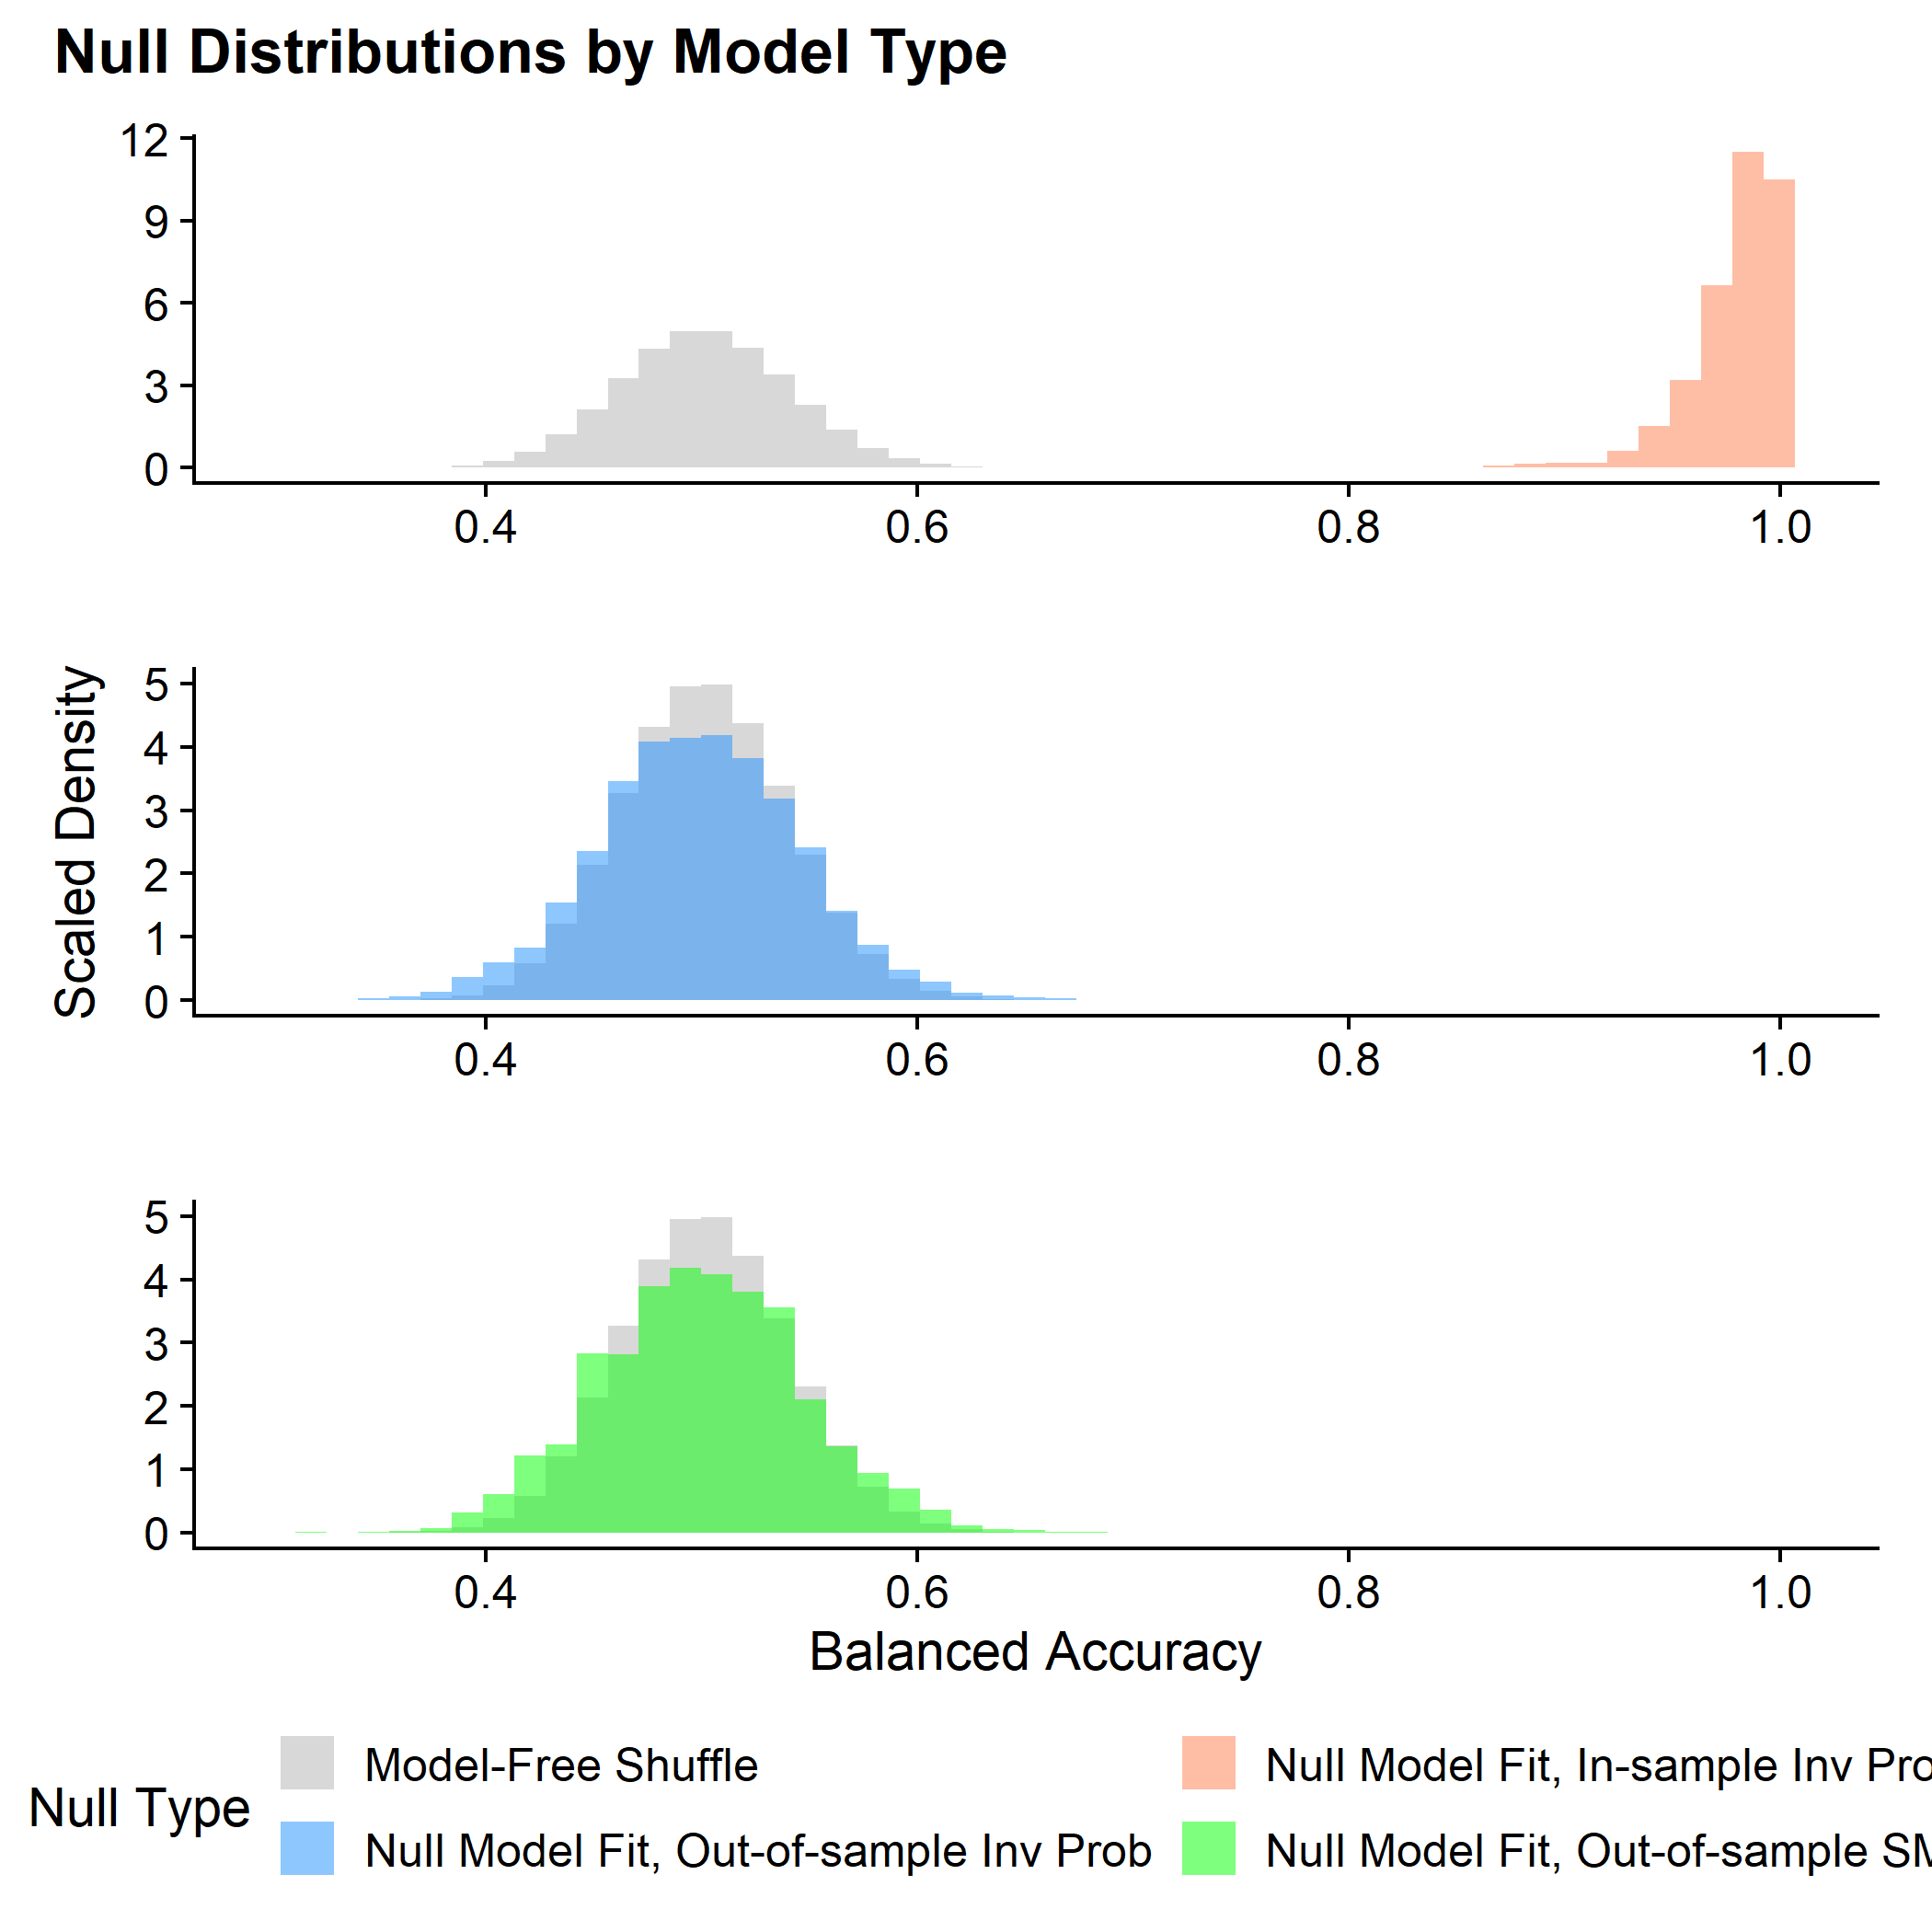 Null Distributions by Model Type
12
9
6
3
0
0.4 0.6 0.8 1.0
Scaled Density
5
4
3
2
1
0
0.4 0.6 0.8 1.0
5
4
3
2
1
0
0.4 0.6 0.8 1.0
Balanced Accuracy
Null Type
Model-Free Shuffle
Null Model Fit, In-sample Inv
Null Model Fit, Out-of-sample Inv Prob
Null Model Fit, Out-of-sample